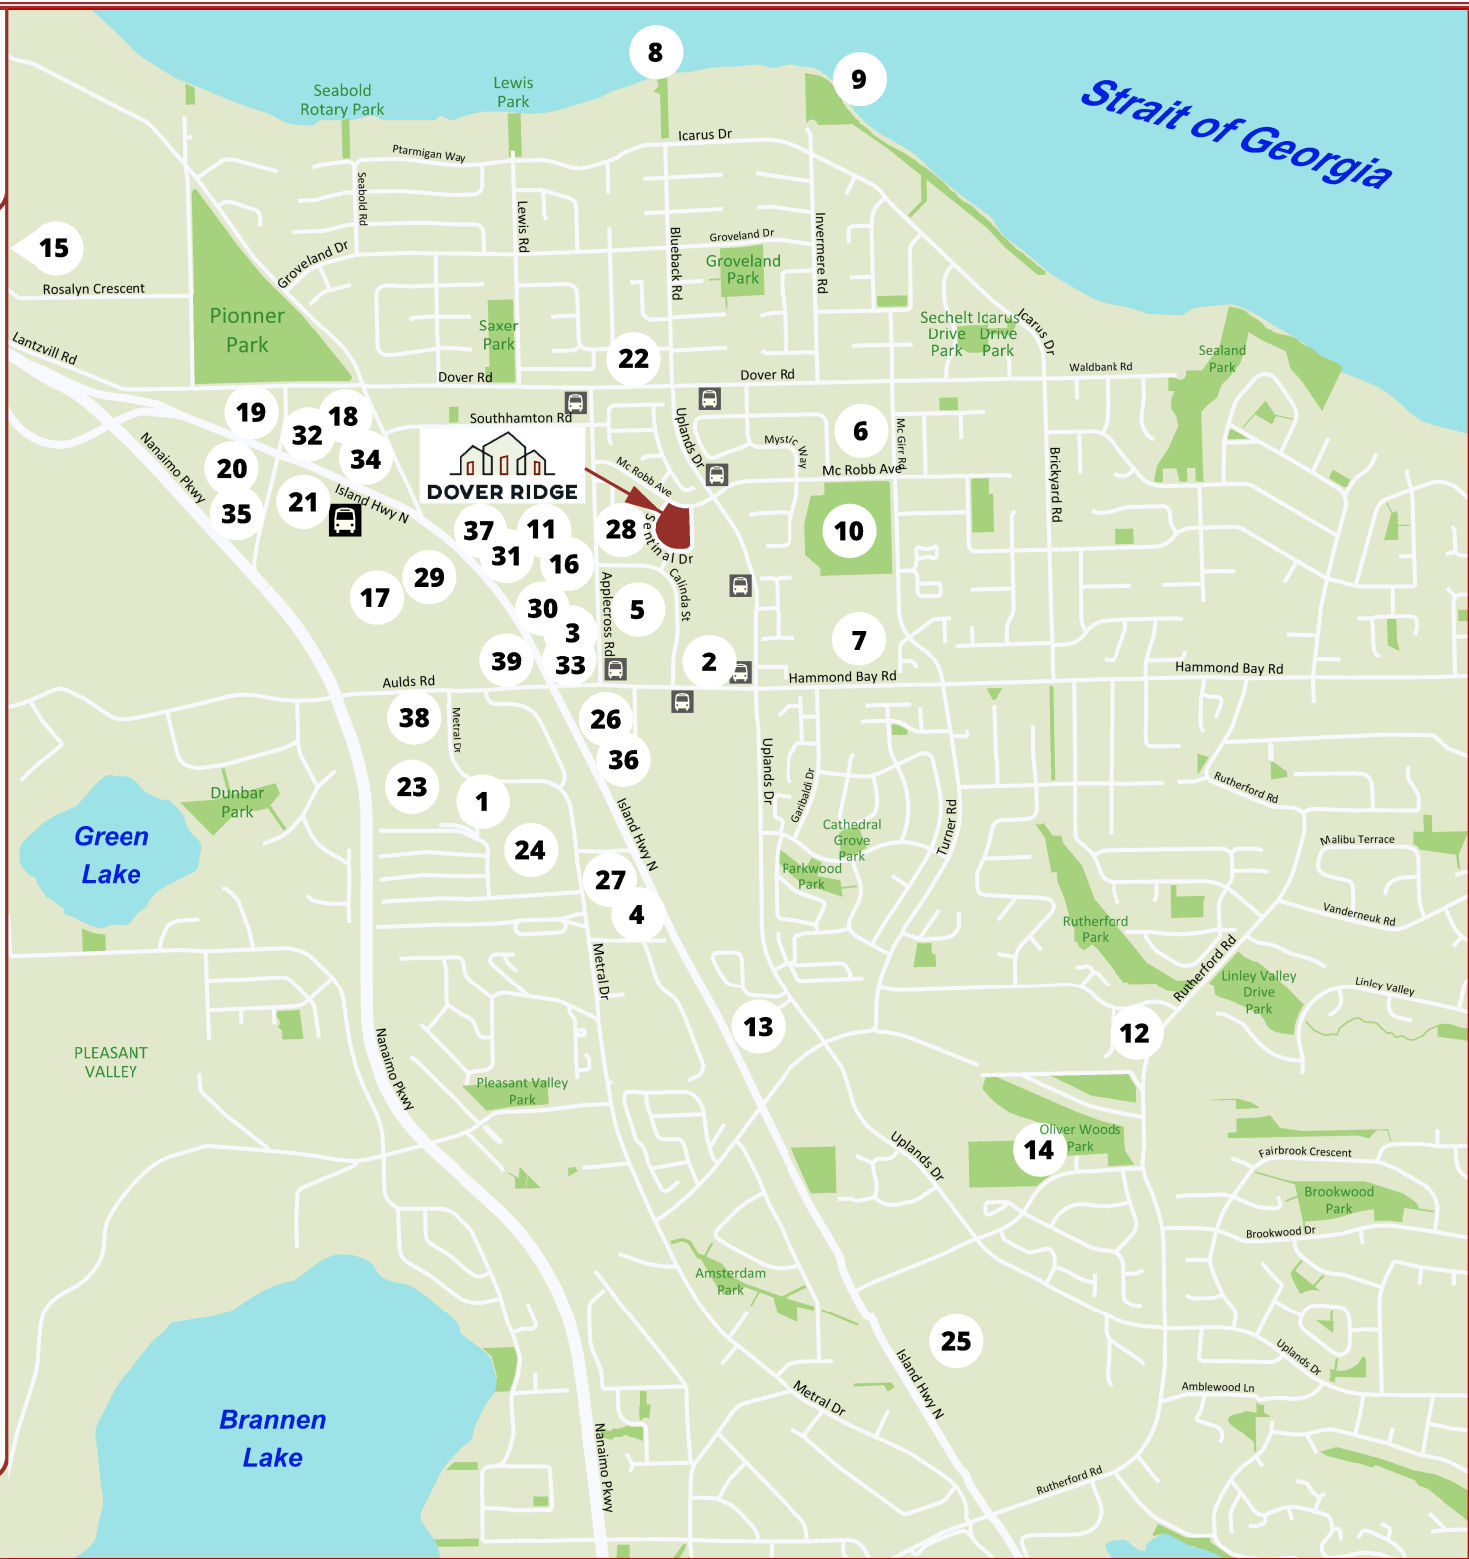 8
9
Strait of Georgia
Seabold
Rotary Park
Lewis
Park
Icarus Dr
Ptarmigan Way
Seabold Rd
Lewis Rd
Blueback Rd
Invermere Rd
Groveland Dr
Groveland Dr
Groveland
Park
15
Rosalyn Crescent
Pionner
Park
Lantzvill Rd
Saxer
Park
22
Sechelt
Drive
Park
Icarus
Drive
Park
Icarus Dr
Sealand
Park
Waldbank Rd
Dover Rd
Dover Rd
19
18
32
34
20
35
21
Southhamton Rd
Uplands Dr
Mystic Way
6
Mc Girr Rd
Mc Robb Ave
Mc Robb Ave
Brickyard Rd
Nanaimo Pkwy
Island Hwy N
DOVER RIDGE
37
11
28
31
16
Sentinal Dr
10
29
17
30
5
Calinda St
Applecross Rd
3
7
39
33
2
Hammond Bay Rd
Hammond Bay Rd
Aulds Rd
38
Metral Dr
26
36
Uplands Dr
Garibaldi Dr
Turner Rd
Rutherford Rd
Dunbar
Park
23
1
Island Hwy N
Green
Lake
Cathedral
Grove
Park
Malibu Terrace
24
27
Farkwood
Park
4
Rutherford
Park
Vanderneuk Rd
Metral Dr
Rutherford Rd
Linley Valley
Drive
Park
Linley Valley
13
12
PLEASANT
VALLEY
Nanaimo Pkwy
Pleasant Valley
Park
Uplands Dr
Oliver Woods
Park
14
Fairbrook Crescent
Brookwood
Park
Brookwood Dr
Amsterdam
Park
25
Island Hwy N
Uplands Dr
Metral Dr
Amblewood Ln
Brannen
Lake
Nanaimo Pkwy
Rutherford Rd